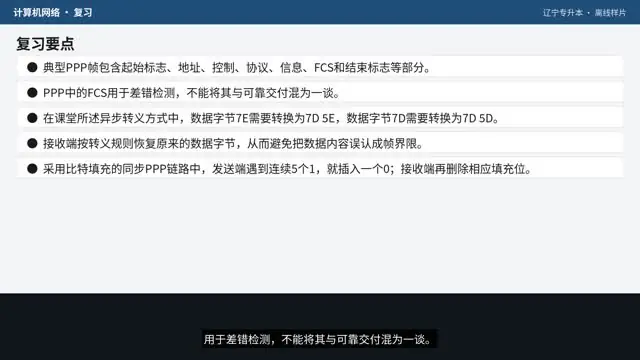 计算机网络 · 复习
辽宁专升本 · 离线样片
复习要点
● 典型PPP帧包含起始标志、地址、控制、协议、信息、FCS和结束标志等部分。
● PPP中的FCS用于差错检测，不能将其与可靠交付混为一谈。
● 在课堂所述异步转义方式中，数据字节7E需要转换为7D 5E，数据字节7D需要转换为7D 5D。
● 接收端按转义规则恢复原来的数据字节，从而避免把数据内容误认成帧界限。
● 采用比特填充的同步PPP链路中，发送端遇到连续5个1，就插入一个0；接收端再删除相应填充位。
用于差错检测，不能将其与可靠交付混为一谈。